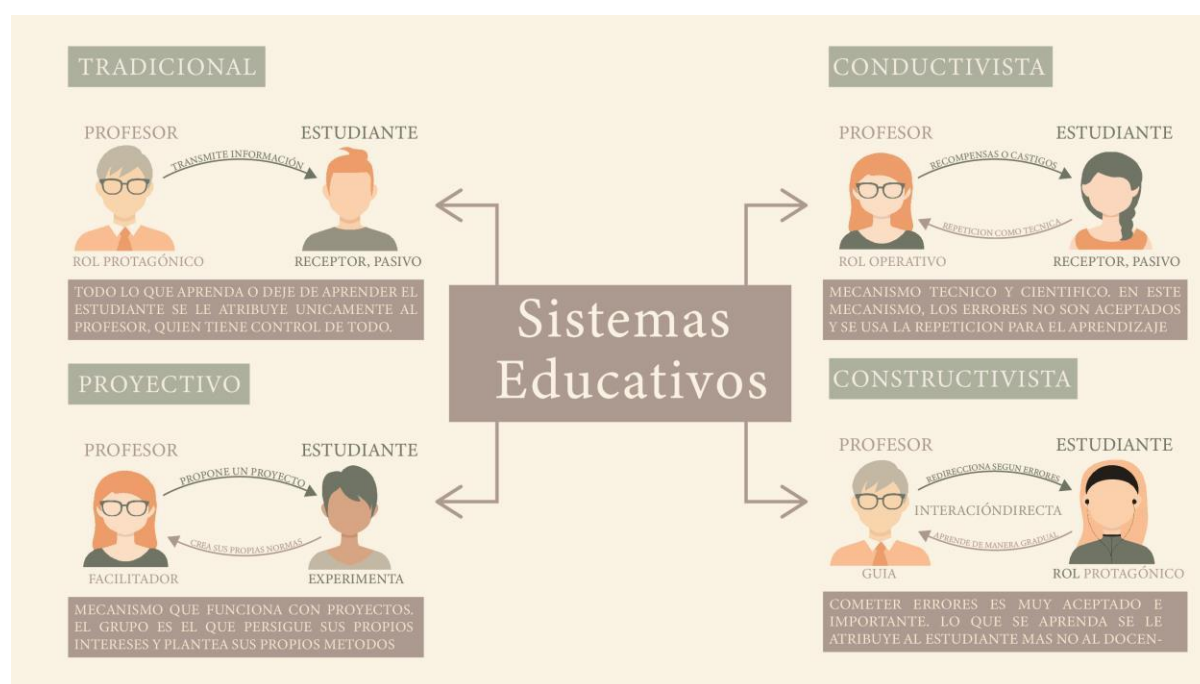 TRADICIONAL
PROFESOR
ESTUDIANTE
TRANSMITE INFORMACIÓN
ROL PROTAGÓNICO
RECEPTOR, PASIVO
TODO LO QUE APRENDA O DEJE DE APRENDER EL
ESTUDIANTE SE LE ATRIBUYE UNICAMENTE AL
PROFESOR, QUIEN TIENE CONTROL DE TODO.
CONDUCTIVISTA
PROFESOR
ESTUDIANTE
RECOMPENSAS O CASTIGOS
REPETICION COMO TECNICA
ROL OPERATIVO
RECEPTOR, PASIVO
MECANISMO TECNICO Y CIENTIFICO. EN ESTE
MECANISMO, LOS ERRORES NO SON ACEPTADOS
Y SE USA LA REPETICION PARA EL APRENDIZAJE
Sistemas
Educativos
PROYECTIVO
PROFESOR
ESTUDIANTE
PROPONE UN PROYECTO
CREA SUS PROPIAS NORMAS
FACILITADOR
EXPERIMENTA
MECANISMO QUE FUNCIONA CON PROYECTOS.
EL GRUPO ES EL QUE PERSIGUE SUS PROPIOS
INTERESES Y PLANTEA SUS PROPIOS METODOS
CONSTRUCTIVISTA
PROFESOR
ESTUDIANTE
REDIRECCIONA SEGUN ERRORES
INTERACIÓNDIRECTA
APRENDE DE MANERA GRADUAL
GUIA
ROL PROTAGÓNICO
COMETER ERRORES ES MUY ACEPTADO E
IMPORTANTE. LO QUE SE APRENDA SE LE
ATRIBUYE AL ESTUDIANTE MAS NO AL DOCEN-